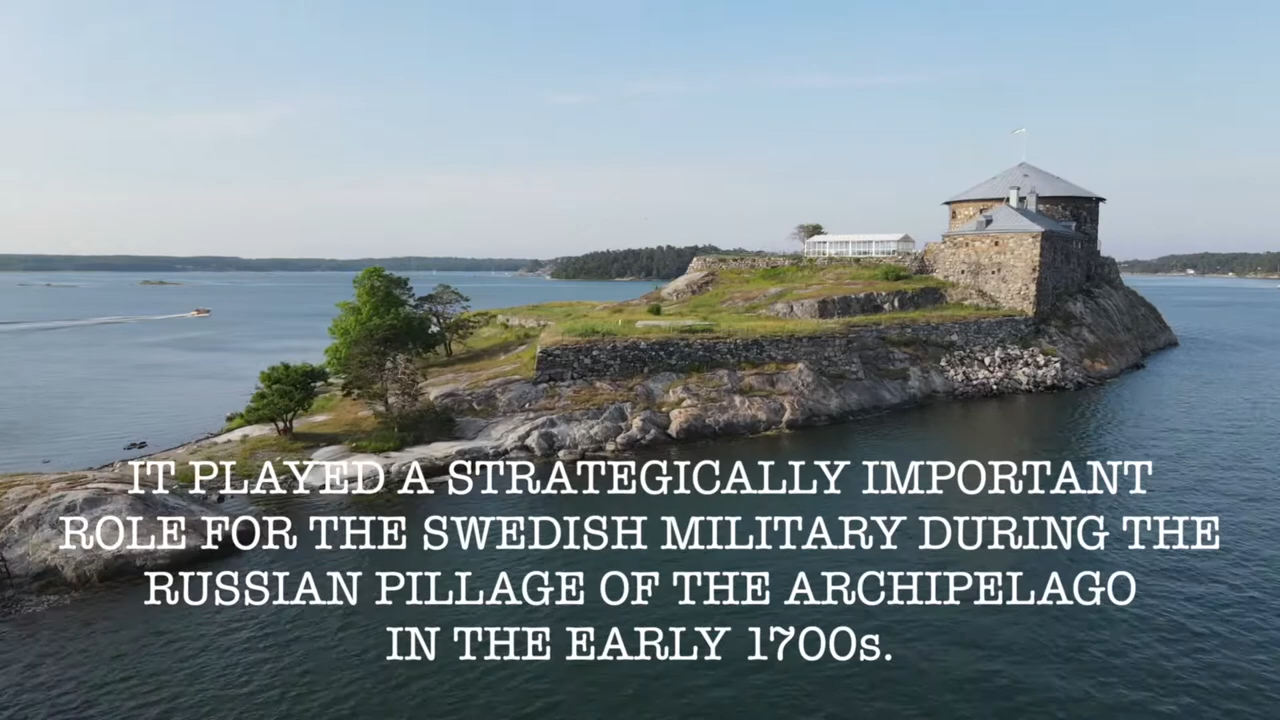 IT PLAYED A STRATEGICALLY IMPORTANT
ROLE FOR THE SWEDISH MILITARY DURING THE
RUSSIAN PILLAGE OF THE ARCHIPELAGO
IN THE EARLY 1700s.